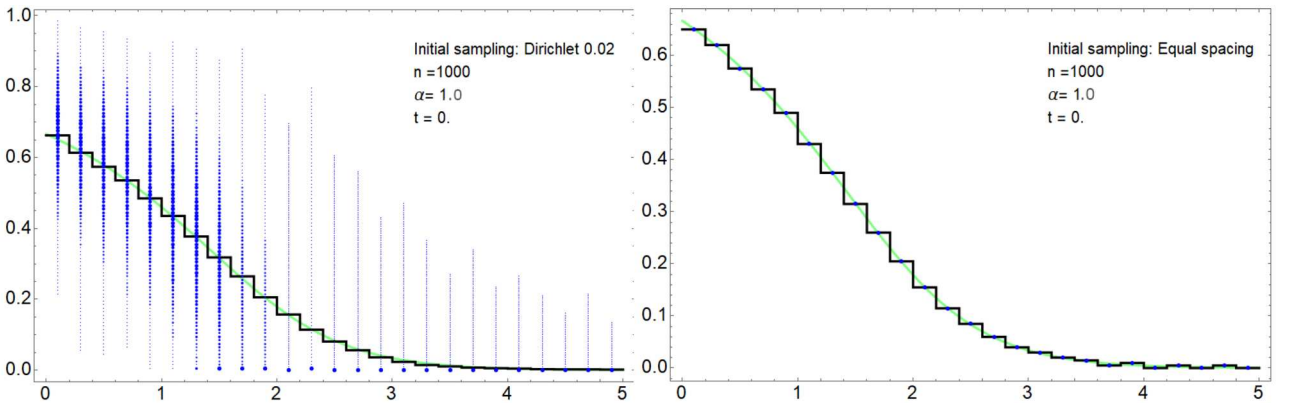 1.0
0.8
0.6
0.4
0.2
0.0
0 1 2 3 4 5
Initial sampling: Dirichlet 0.02
n =1000
α= 1.0
t = 0.
0.6
0.5
0.4
0.3
0.2
0.1
0.0
0 1 2 3 4 5
Initial sampling: Equal spacing
n =1000
α= 1.0
t = 0.